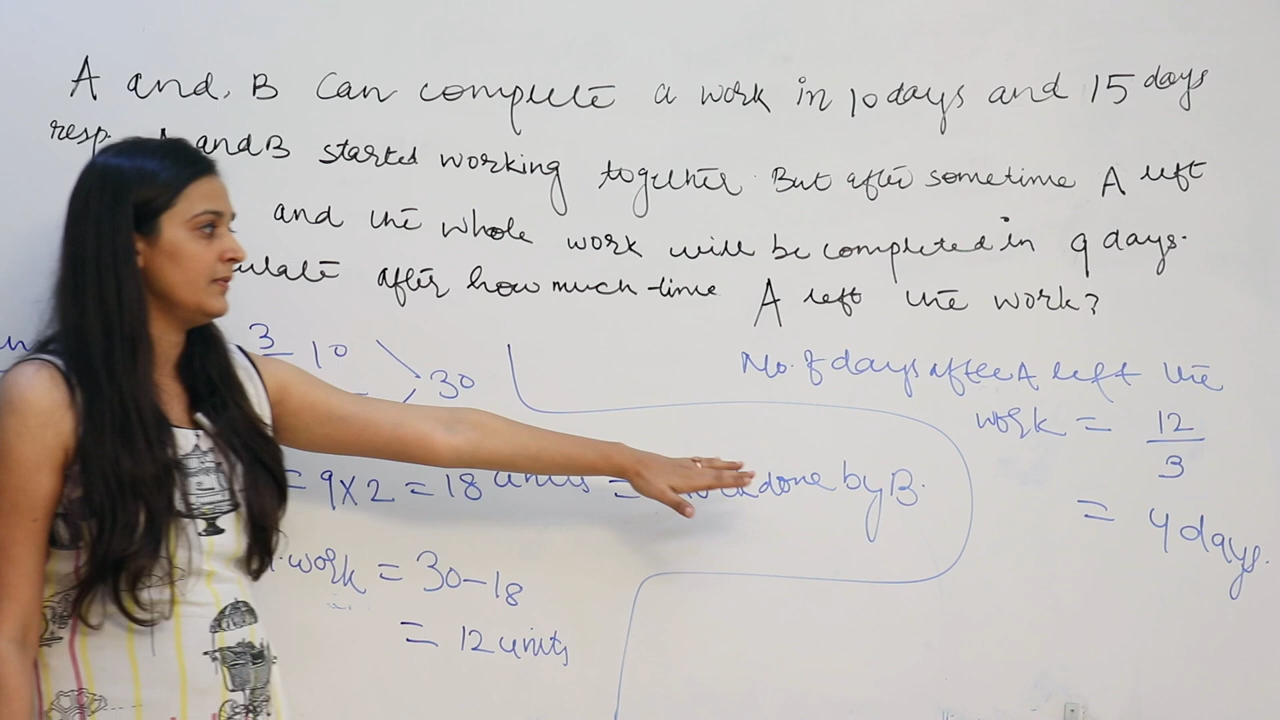 A and B Can complete a work in 10 days and 15 days
resp. and B started working together But after sometime A left
and the whole work will be completed in 9 days.
after how much time A left the work?
3
10
30
= 9X2 = 18 units = done by B.
work = 30-18
= 12 units
No. of days after A left the
work = 12
3
= 4 days.